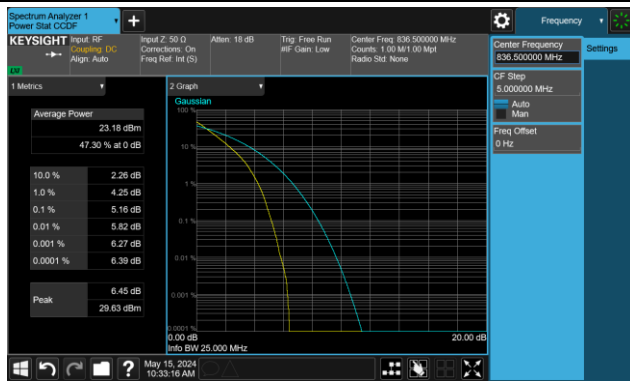 Spectrum Analyzer 1
Power Stat CCDF
Frequency
KEYSIGHT
Input: RF
Coupling: DC
Align: Auto
Input Z: 50 Ω
Corrections: On
Freq Ref: Int (S)
Atten: 18 dB
Trig: Free Run
#IF Gain: Low
Center Freq: 836.500000 MHz
Counts: 1.00 M/1.00 Mpt
Radio Std: None
Center Frequency
836.500000 MHz
Settings
CF Step
5.000000 MHz
Auto
Man
Freq Offset
0 Hz
1 Metrics
Average Power
23.18 dBm
47.30 % at 0 dB
10.0 % 2.26 dB
1.0 % 4.25 dB
0.1 % 5.16 dB
0.01 % 5.82 dB
0.001 % 6.27 dB
0.0001 % 6.39 dB
Peak
6.45 dB
29.63 dBm
2 Graph
Gaussian
100 %
10 %
1 %
0.1 %
0.01 %
0.001 %
0.0001 %
0.00 dB 20.00 dB
Info BW 25.000 MHz
May 15, 2024
10:33:16 AM